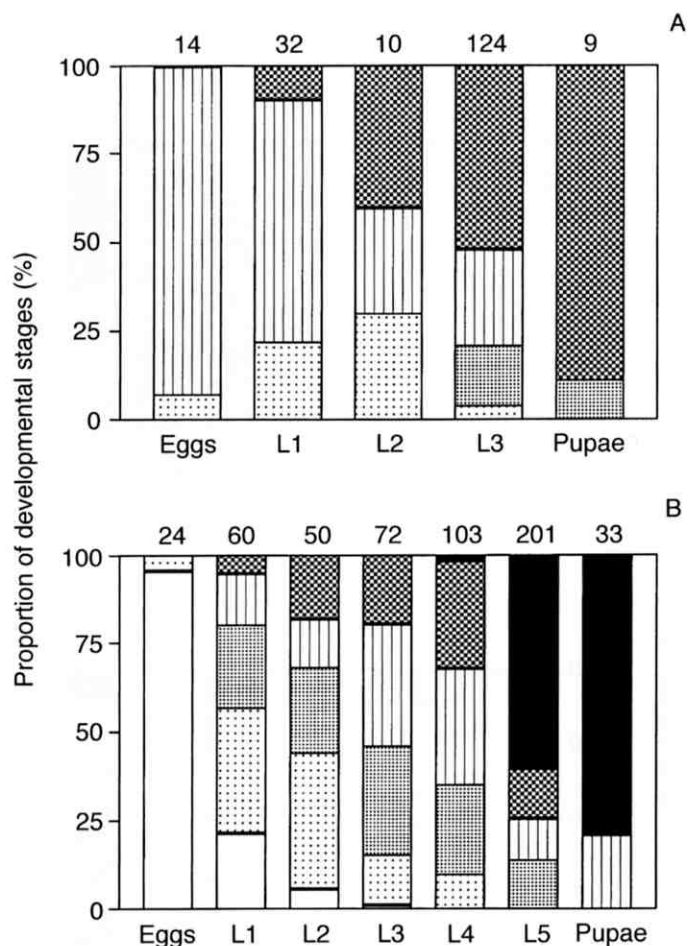 A
14 32 10 124 9
100
75
50
25
0
Eggs L1 L2 L3 Pupae
Proportion of developmental stages (%)
B
24 60 50 72 103 201 33
100
75
50
25
0
Eggs L1 L2 L3 L4 L5 Pupae